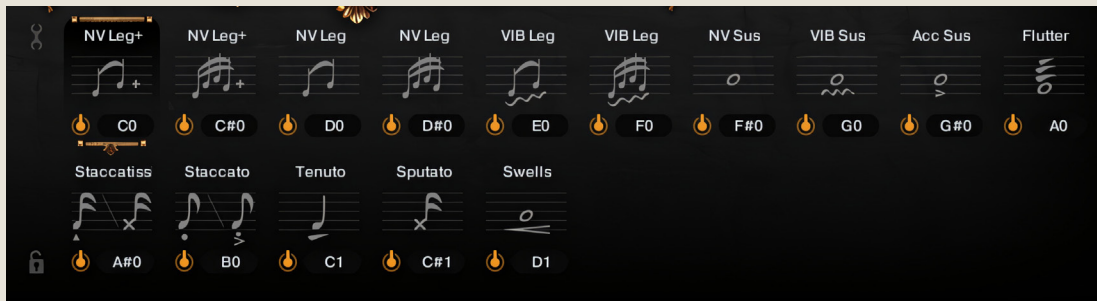 NV Leg+ NV Leg+ NV Leg NV Leg VIB Leg VIB Leg NV Sus VIB Sus Acc Sus Flutter
C0 C#0 D0 D#0 E0 F0 F#0 G0 G#0 A0
Staccatiss Staccato Tenuto Sputato Swells
A#0 B0 C1 C#1 D1